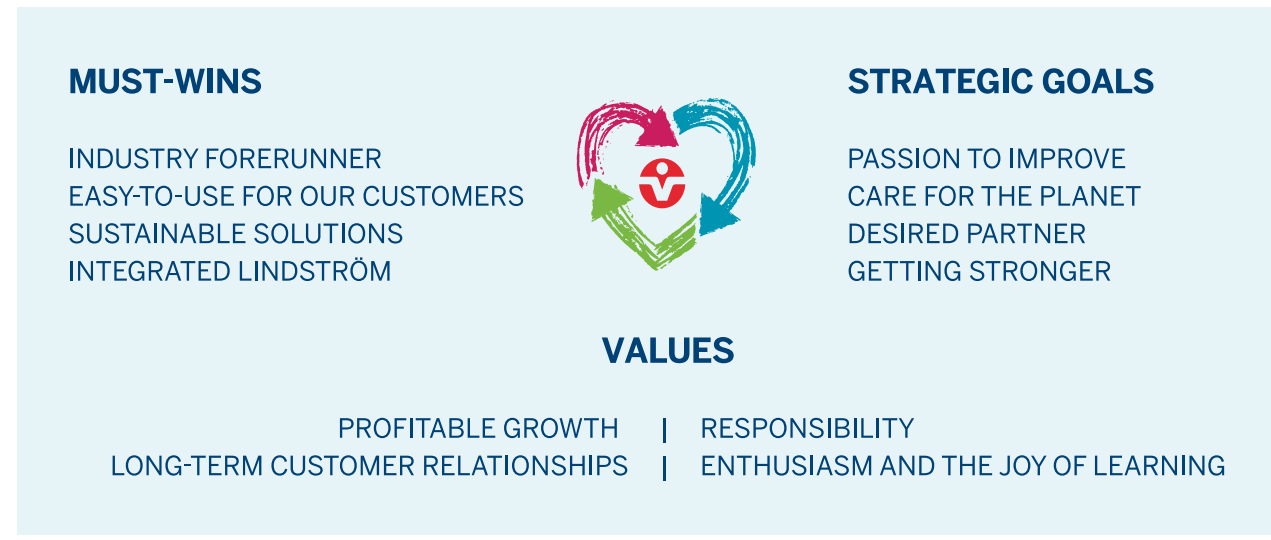 MUST-WINS
INDUSTRY FORERUNNER
EASY-TO-USE FOR OUR CUSTOMERS
SUSTAINABLE SOLUTIONS
INTEGRATED LINDSTRÖM
STRATEGIC GOALS
PASSION TO IMPROVE
CARE FOR THE PLANET
DESIRED PARTNER
GETTING STRONGER
VALUES
PROFITABLE GROWTH | RESPONSIBILITY
LONG-TERM CUSTOMER RELATIONSHIPS | ENTHUSIASM AND THE JOY OF LEARNING